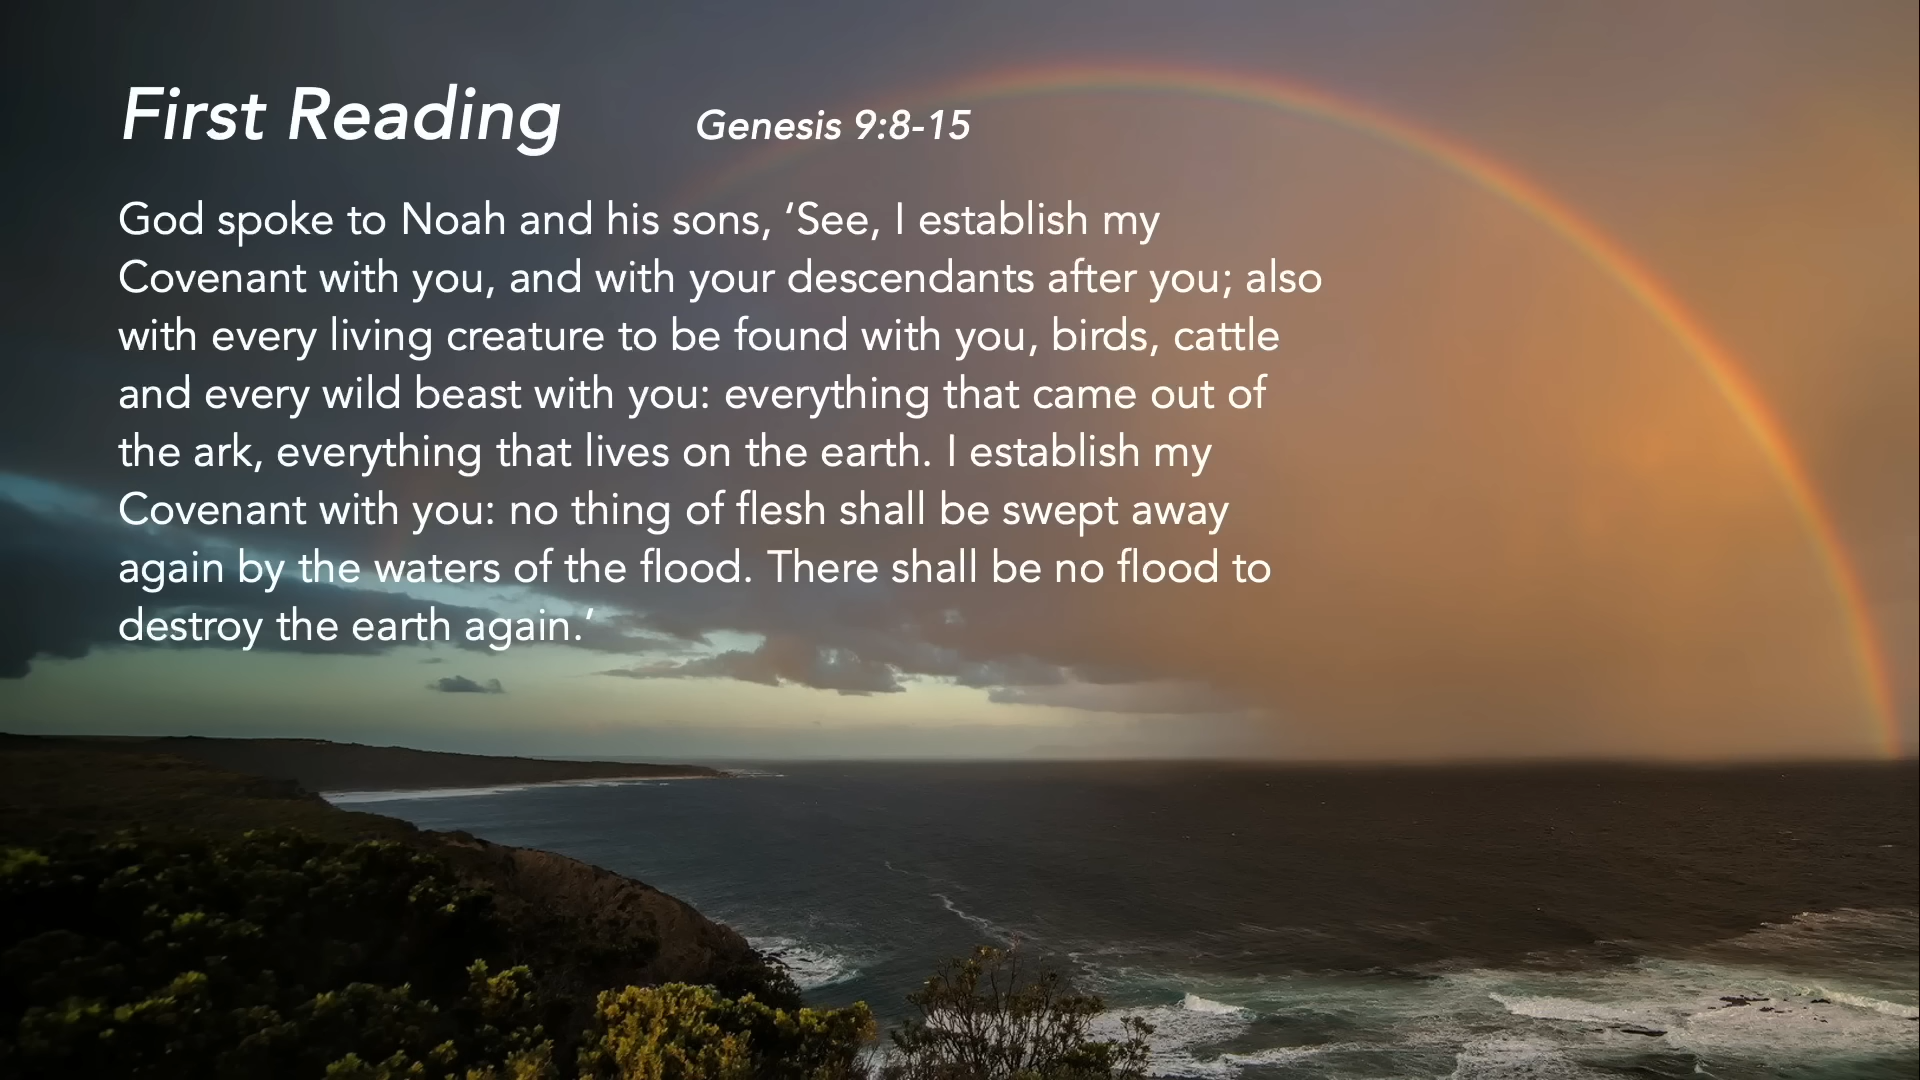 First Reading Genesis 9:8-15
God spoke to Noah and his sons, ‘See, I establish my
Covenant with you, and with your descendants after you; also
with every living creature to be found with you, birds, cattle
and every wild beast with you: everything that came out of
the ark, everything that lives on the earth. I establish my
Covenant with you: no thing of flesh shall be swept away
again by the waters of the flood. There shall be no flood to
destroy the earth again.’